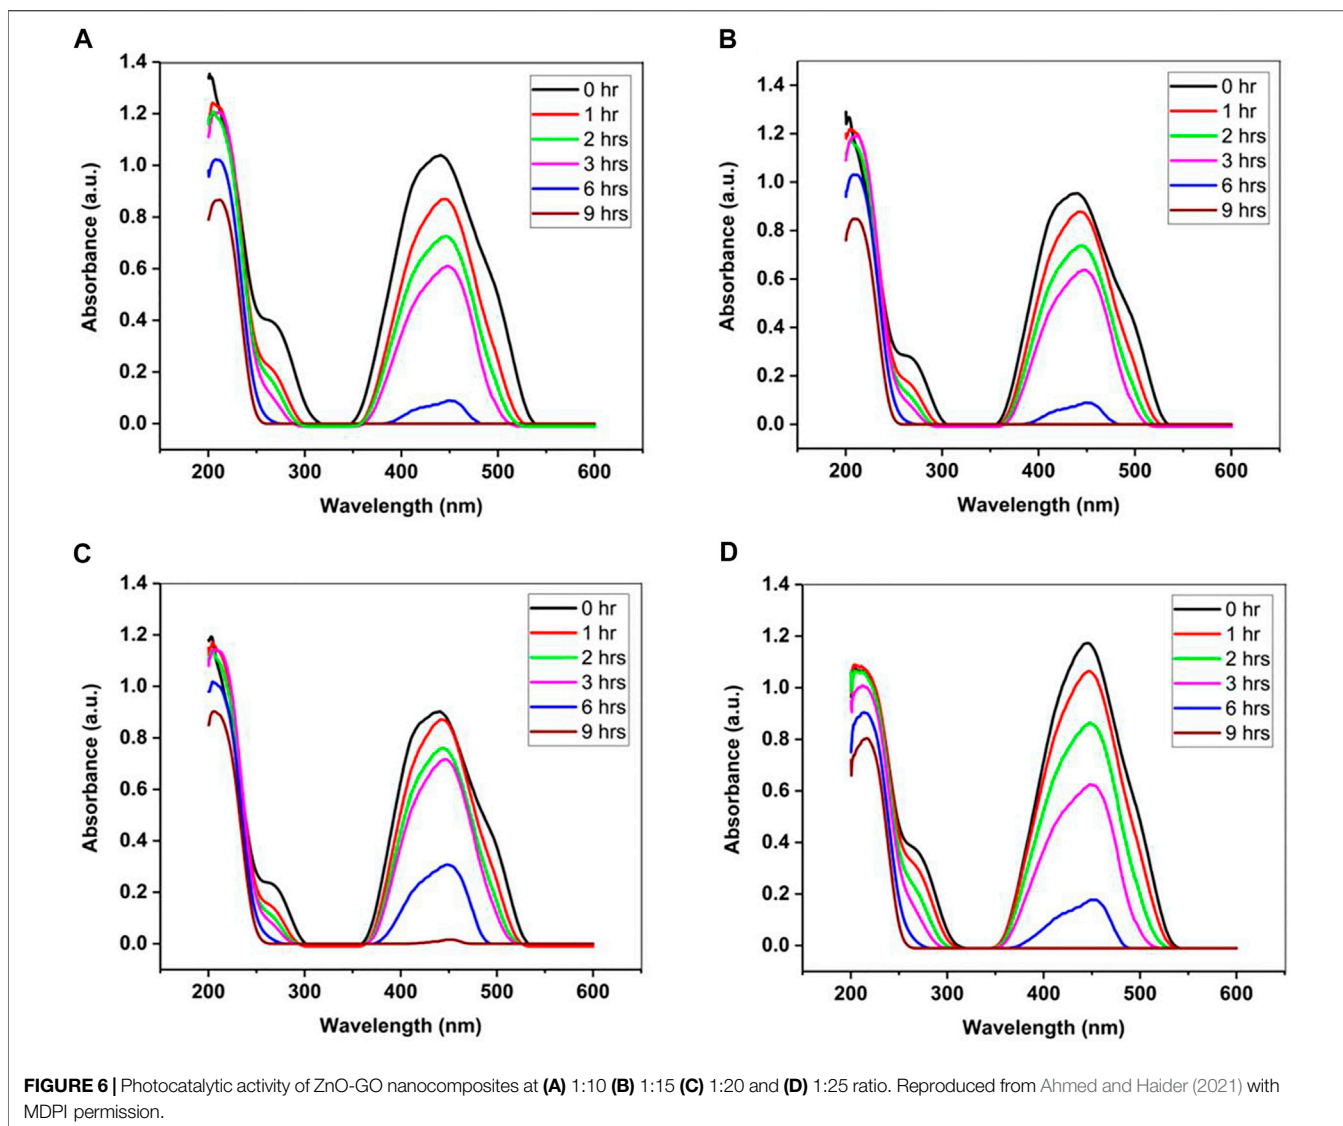 A
1.4
1.2
1.0
0.8
0.6
0.4
0.2
0.0
Absorbance (a.u.)
200
300
400
500
600
Wavelength (nm)
0 hr
1 hr
2 hrs
3 hrs
6 hrs
9 hrs
B
1.4
1.2
1.0
0.8
0.6
0.4
0.2
0.0
Absorbance (a.u.)
200
300
400
500
600
Wavelength (nm)
0 hr
1 hr
2 hrs
3 hrs
6 hrs
9 hrs
C
1.4
1.2
1.0
0.8
0.6
0.4
0.2
0.0
Absorbance (a.u.)
200
300
400
500
600
Wavelength (nm)
0 hr
1 hr
2 hrs
3 hrs
6 hrs
9 hrs
D
1.4
1.2
1.0
0.8
0.6
0.4
0.2
0.0
Absorbance (a.u.)
200
300
400
500
600
Wavelength (nm)
0 hr
1 hr
2 hrs
3 hrs
6 hrs
9 hrs
FIGURE 6 | Photocatalytic activity of ZnO-GO nanocomposites at (A) 1:10 (B) 1:15 (C) 1:20 and (D) 1:25 ratio. Reproduced from Ahmed and Haider (2021) with
MDPI permission.